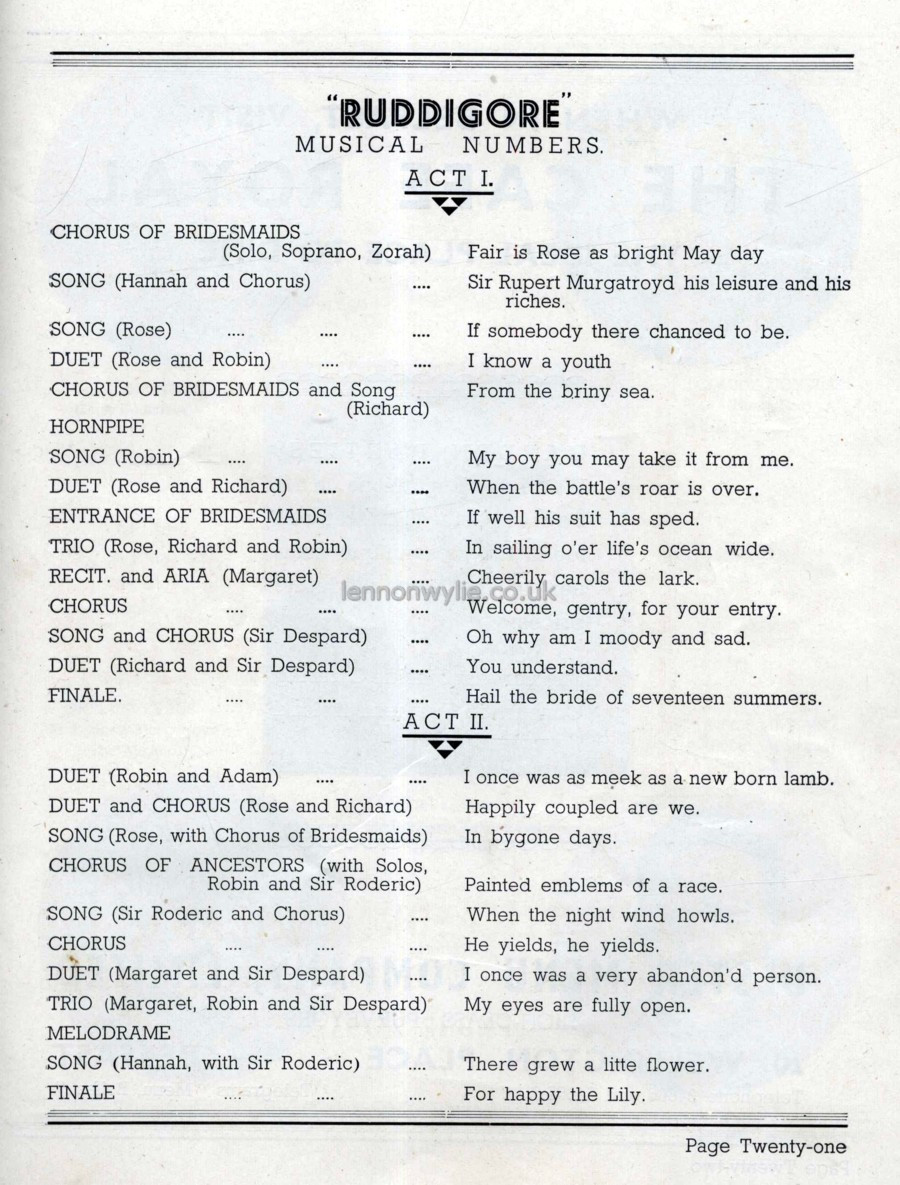 "RUDDIGORE"
MUSICAL NUMBERS.
ACT I.
CHORUS OF BRIDESMAIDS
(Solo, Soprano, Zorah) Fair is Rose as bright May day
SONG (Hannah and Chorus) .... Sir Rupert Murgatroyd his leisure and his
riches.
SONG (Rose) .... .... .... If somebody there chanced to be.
DUET (Rose and Robin) .... .... I know a youth
CHORUS OF BRIDESMAIDS and Song From the briny sea.
(Richard)
HORNPIPE
SONG (Robin) .... .... .... My boy you may take it from me.
DUET (Rose and Richard) .... .... When the battle's roar is over.
ENTRANCE OF BRIDESMAIDS .... If well his suit has sped.
TRIO (Rose, Richard and Robin) .... In sailing o'er life's ocean wide.
RECIT. and ARIA (Margaret) .... Cheerily carols the lark.
lennonwylie.co.uk
CHORUS .... .... .... Welcome, gentry, for your entry.
SONG and CHORUS (Sir Despard) .... Oh why am I moody and sad.
DUET (Richard and Sir Despard) .... You understand.
FINALE. .... .... .... Hail the bride of seventeen summers.
ACT II.
DUET (Robin and Adam) .... .... I once was as meek as a new born lamb.
DUET and CHORUS (Rose and Richard) Happily coupled are we.
SONG (Rose, with Chorus of Bridesmaids) In bygone days.
CHORUS OF ANCESTORS (with Solos,
Robin and Sir Roderic) Painted emblems of a race.
SONG (Sir Roderic and Chorus) .... When the night wind howls.
CHORUS .... .... .... He yields, he yields.
DUET (Margaret and Sir Despard) .... I once was a very abandon'd person.
TRIO (Margaret, Robin and Sir Despard) My eyes are fully open.
MELODRAME
SONG (Hannah, with Sir Roderic) .... There grew a litte flower.
FINALE .... .... .... For happy the Lily.
Page Twenty-one